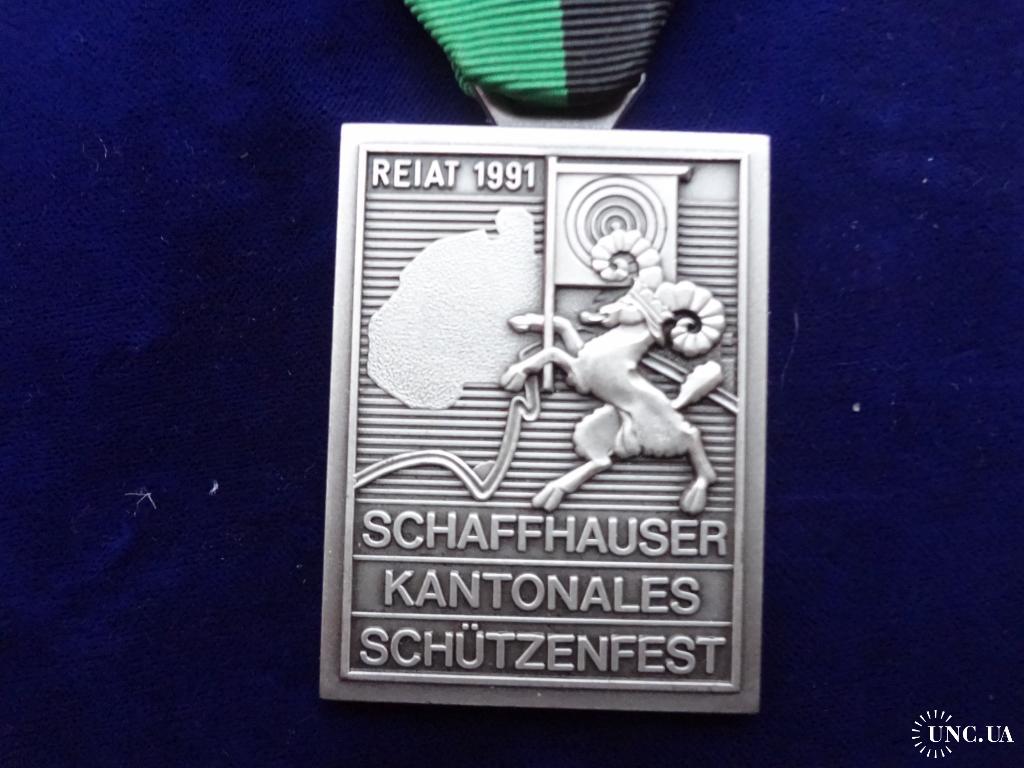 REIAT 1991
SCHAFFHAUSER
KANTONALES
SCHÜTZENFEST
UNC.UA